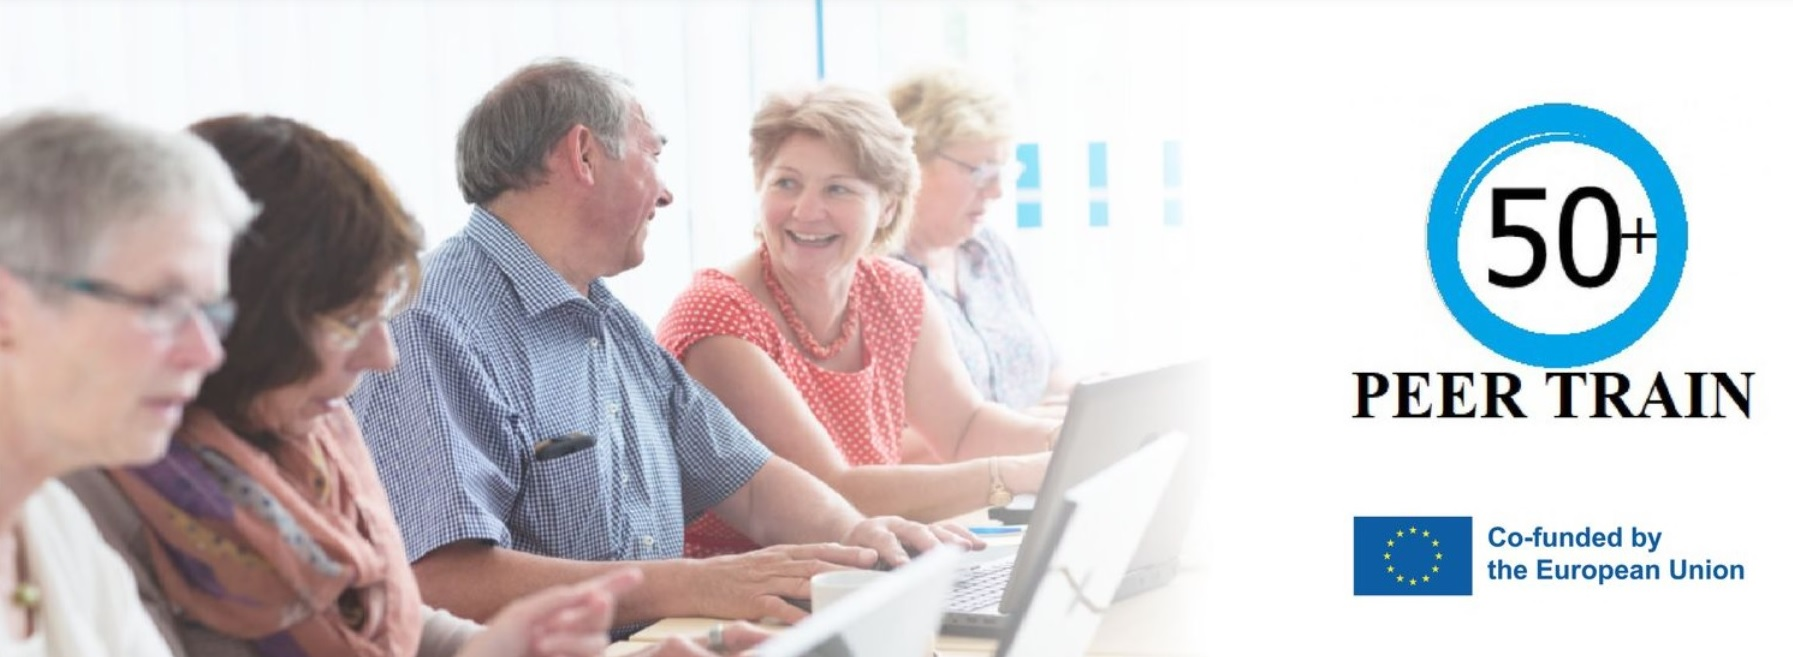 50+
PEER TRAIN
Co-funded by
the European Union